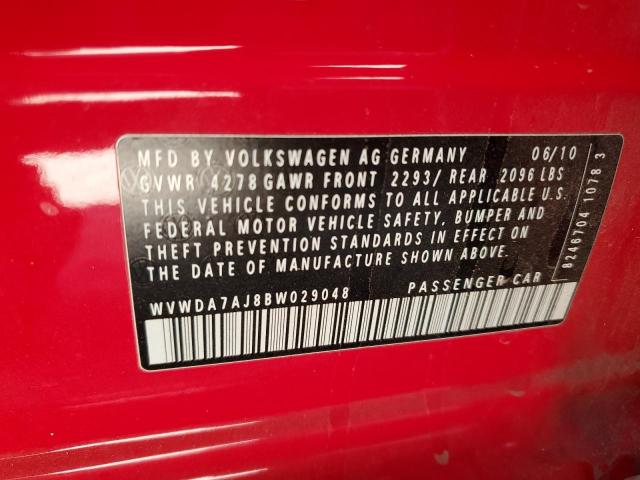 MFD BY VOLKSWAGEN AG GERMANY 06/10
GVWR 4278 GAWR FRONT 2293/ REAR 2096 LBS
THIS VEHICLE CONFORMS TO ALL APPLICABLE U.S.
FEDERAL MOTOR VEHICLE SAFETY, BUMPER AND
THEFT PREVENTION STANDARDS IN EFFECT ON
THE DATE OF MANUFACTURE SHOWN ABOVE.
WVWDA7AJ8BW029048 PASSENGER CAR
8246704 1078 3